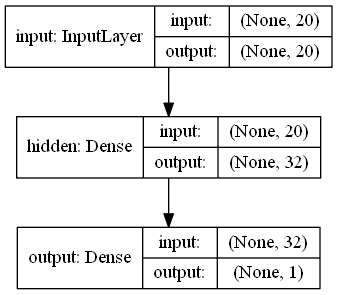 input: InputLayer
input: (None, 20)
output: (None, 20)
hidden: Dense
input: (None, 20)
output: (None, 32)
output: Dense
input: (None, 32)
output: (None, 1)